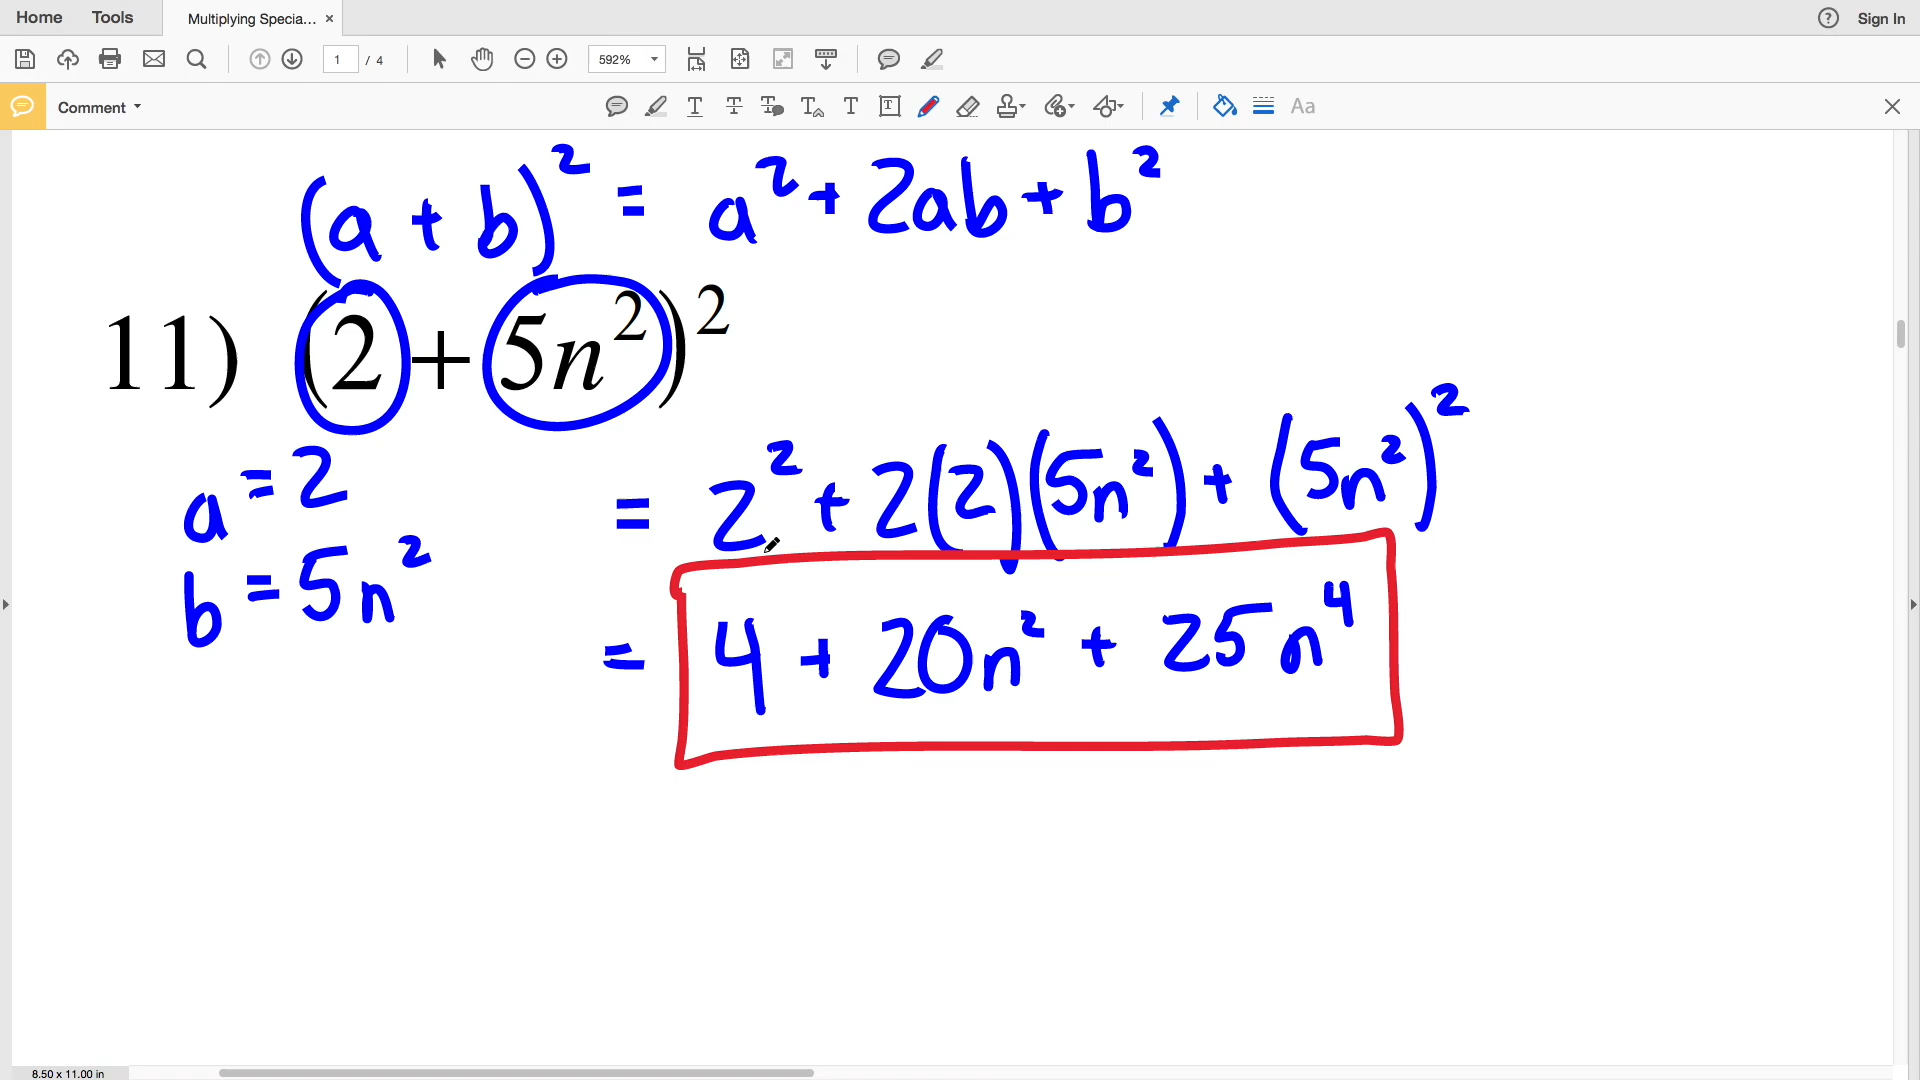 Home Tools Multiplying Specia... × ? Sign In
1 / 4 592%
Comment T T T T T T Aa
(a + b)² = a² + 2ab + b²
11) (2 + 5n²)²
a = 2
= 2² + 2(2)(5n²) + (5n²)²
b = 5n²
= 4 + 20n² + 25n⁴
8.50 x 11.00 in